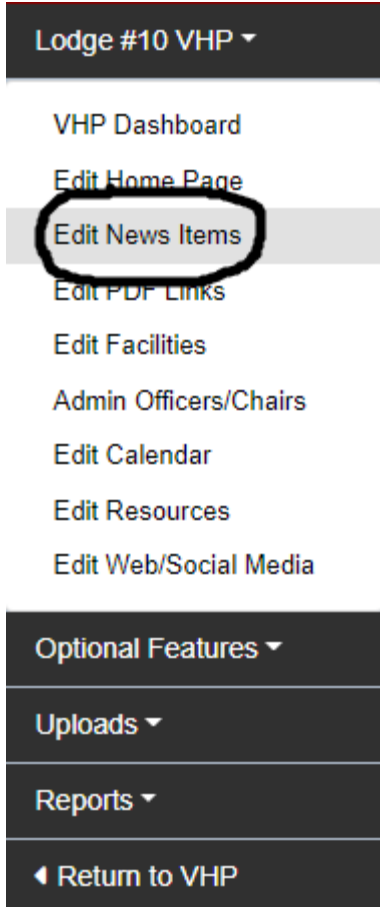 Lodge #10 VHP
VHP Dashboard
Edit Home Page
Edit News Items
Edit PDF Links
Edit Facilities
Admin Officers/Chairs
Edit Calendar
Edit Resources
Edit Web/Social Media
Optional Features
Uploads
Reports
Return to VHP